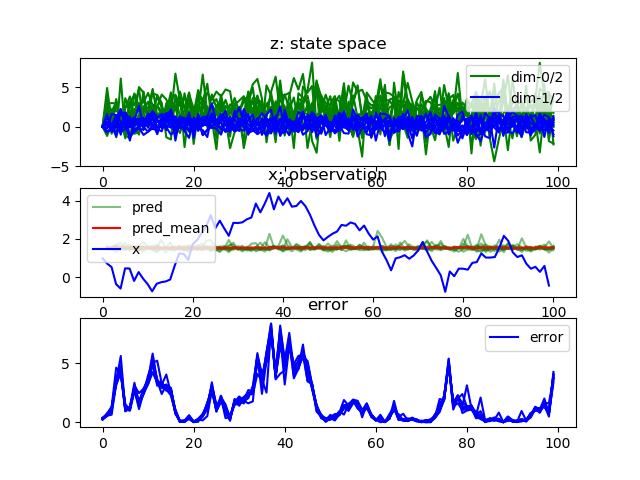 z: state space
5
0
−5
dim-0/2
dim-1/2
0 20 40 60 80 100
x: observation
4
2
0
pred
pred_mean
x
0 20 40 60 80 100
error
5
0
error
0 20 40 60 80 100